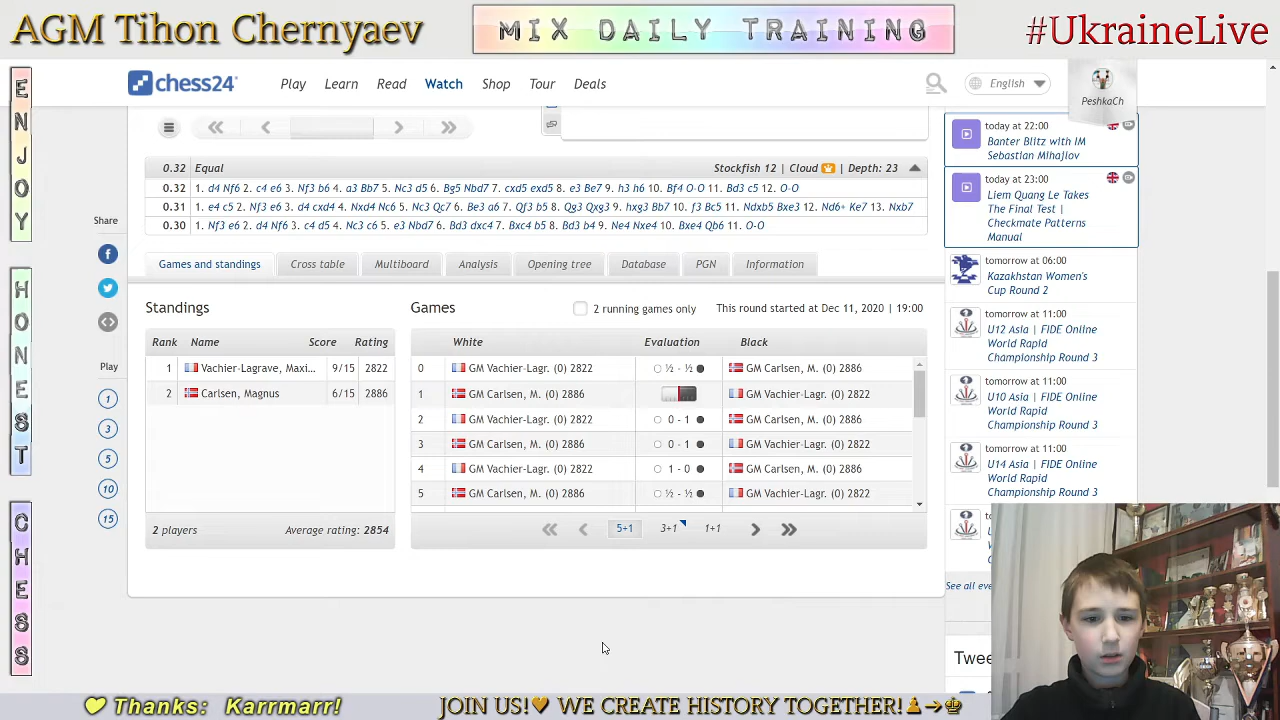 AGM Tihon Chernyaev
MIX DAILY TRAINING
#UkraineLive
ENJOY
HONEST
CHESS
chess24
Play Learn Read Watch Shop Tour Deals
English
PeshkaCh
0.32 Equal Stockfish 12 | Cloud | Depth: 23
0.32 1. d4 Nf6 2. c4 e6 3. Nf3 b6 4. a3 Bb7 5. Nc3 d5 6. Bg5 Nbd7 7. cxd5 exd5 8. e3 Be7 9. h3 h6 10. Bf4 O-O 11. Bd3 c5 12. O-O
0.31 1. e4 c5 2. Nf3 e6 3. d4 cxd4 4. Nxd4 Nc6 5. Nc3 Qc7 6. Be3 a6 7. Qf3 b5 8. Qg3 Qxg3 9. hxg3 Bb7 10. f3 Bc5 11. Ndxb5 Bxe3 12. Nd6+ Ke7 13. Nxb7
0.30 1. Nf3 e6 2. d4 Nf6 3. c4 d5 4. Nc3 c6 5. e3 Nbd7 6. Bd3 dxc4 7. Bxc4 b5 8. Bd3 b4 9. Ne4 Nxe4 10. Bxe4 Qb6 11. O-O
Share
Games and standings Cross table Multiboard Analysis Opening tree Database PGN Information
Standings
Rank Name Score Rating
1 Vachier-Lagrave, Maxi... 9/15 2822
2 Carlsen, Magnus 6/15 2886
2 players Average rating: 2854
Games 2 running games only This round started at Dec 11, 2020 | 19:00
White Evaluation Black
0 GM Vachier-Lagr. (0) 2822 ½ - ½ GM Carlsen, M. (0) 2886
1 GM Carlsen, M. (0) 2886 GM Vachier-Lagr. (0) 2822
2 GM Vachier-Lagr. (0) 2822 0 - 1 GM Carlsen, M. (0) 2886
3 GM Carlsen, M. (0) 2886 0 - 1 GM Vachier-Lagr. (0) 2822
4 GM Vachier-Lagr. (0) 2822 1 - 0 GM Carlsen, M. (0) 2886
5 GM Carlsen, M. (0) 2886 ½ - ½ GM Vachier-Lagr. (0) 2822
5+1 3+1 1+1
Play
1
3
5
10
15
today at 22:00
Banter Blitz with IM
Sebastian Mihajlov
today at 23:00
Liem Quang Le Takes
The Final Test |
Checkmate Patterns
Manual
tomorrow at 06:00
Kazakhstan Women's
Cup Round 2
tomorrow at 11:00
U12 Asia | FIDE Online
World Rapid
Championship Round 3
tomorrow at 11:00
U10 Asia | FIDE Online
World Rapid
Championship Round 3
tomorrow at 11:00
U14 Asia | FIDE Online
World Rapid
Championship Round 3
See all eve
Twee
Thanks: Karrmarr!
JOIN US! WE CREATE HISTORY TOGETHER!